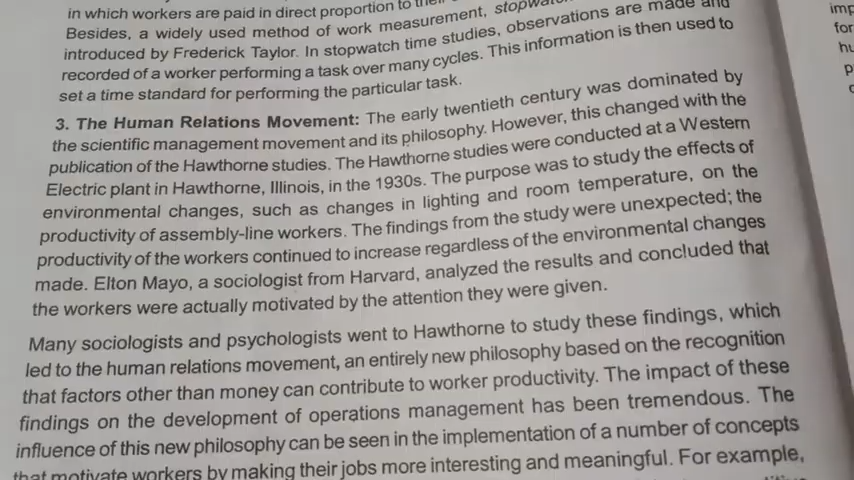 in which workers are paid in direct proportion to their
Besides, a widely used method of work measurement, stopwatch
introduced by Frederick Taylor. In stopwatch time studies, observations are made and
recorded of a worker performing a task over many cycles. This information is then used to
set a time standard for performing the particular task.
3. The Human Relations Movement: The early twentieth century was dominated by
the scientific management movement and its philosophy. However, this changed with the
publication of the Hawthorne studies. The Hawthorne studies were conducted at a Western
Electric plant in Hawthorne, Illinois, in the 1930s. The purpose was to study the effects of
environmental changes, such as changes in lighting and room temperature, on the
productivity of assembly-line workers. The findings from the study were unexpected; the
productivity of the workers continued to increase regardless of the environmental changes
made. Elton Mayo, a sociologist from Harvard, analyzed the results and concluded that
the workers were actually motivated by the attention they were given.
Many sociologists and psychologists went to Hawthorne to study these findings, which
led to the human relations movement, an entirely new philosophy based on the recognition
that factors other than money can contribute to worker productivity. The impact of these
findings on the development of operations management has been tremendous. The
influence of this new philosophy can be seen in the implementation of a number of concepts
that motivate workers by making their jobs more interesting and meaningful. For example,